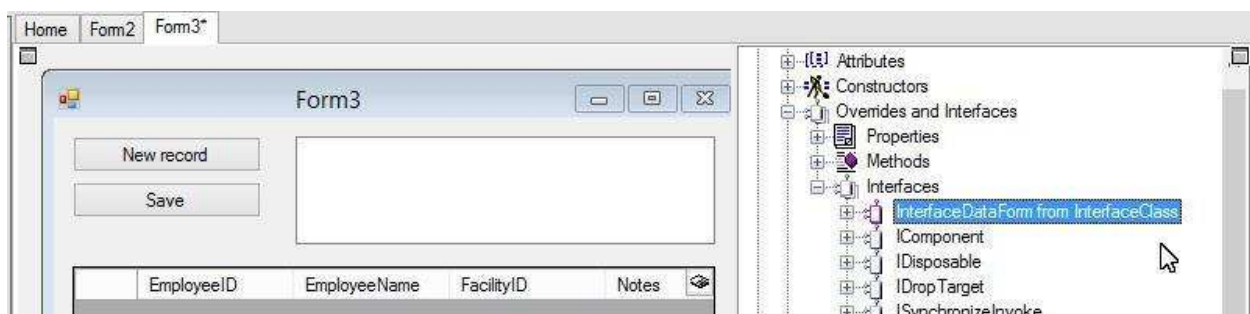 Home Form2 Form3*
Form3
New record
Save
EmployeeID EmployeeName FacilityID Notes
Attributes
Constructors
Overrides and Interfaces
Properties
Methods
Interfaces
InterfaceDataForm from InterfaceClass
IComponent
IDisposable
IDropTarget
ISynchronizeInvoke